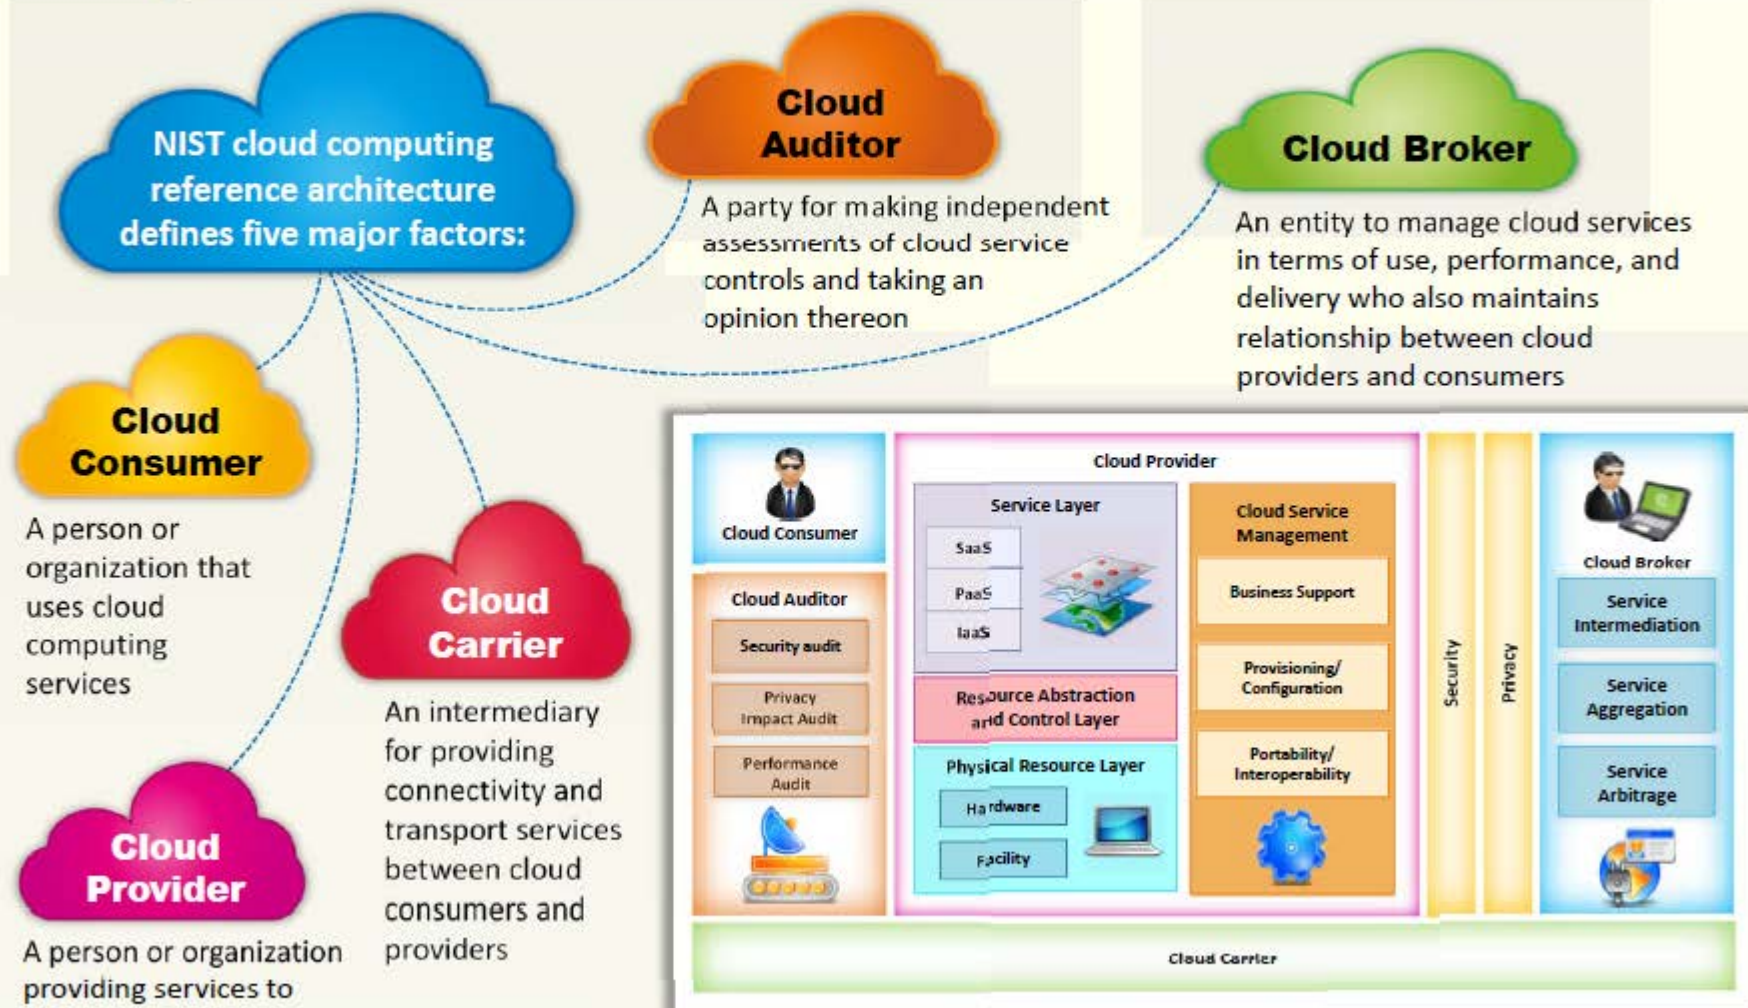 NIST cloud computing
reference architecture
defines five major factors:
Cloud
Auditor
A party for making independent
assessments of cloud service
controls and taking an
opinion thereon
Cloud Broker
An entity to manage cloud services
in terms of use, performance, and
delivery who also maintains
relationship between cloud
providers and consumers
Cloud
Consumer
A person or
organization that
uses cloud
computing
services
Cloud
Carrier
An intermediary
for providing
connectivity and
transport services
between cloud
consumers and
providers
Cloud
Provider
A person or organization
providing services to
Cloud Consumer
Cloud Auditor
Security audit
Privacy
Impact Audit
Performance
Audit
Cloud Provider
Service Layer
SaaS
PaaS
IaaS
Resource Abstraction
and Control Layer
Physical Resource Layer
Hardware
Facility
Cloud Service
Management
Business Support
Provisioning/
Configuration
Portability/
Interoperability
Security
Privacy
Cloud Broker
Service
Intermediation
Service
Aggregation
Service
Arbitrage
Cloud Carrier